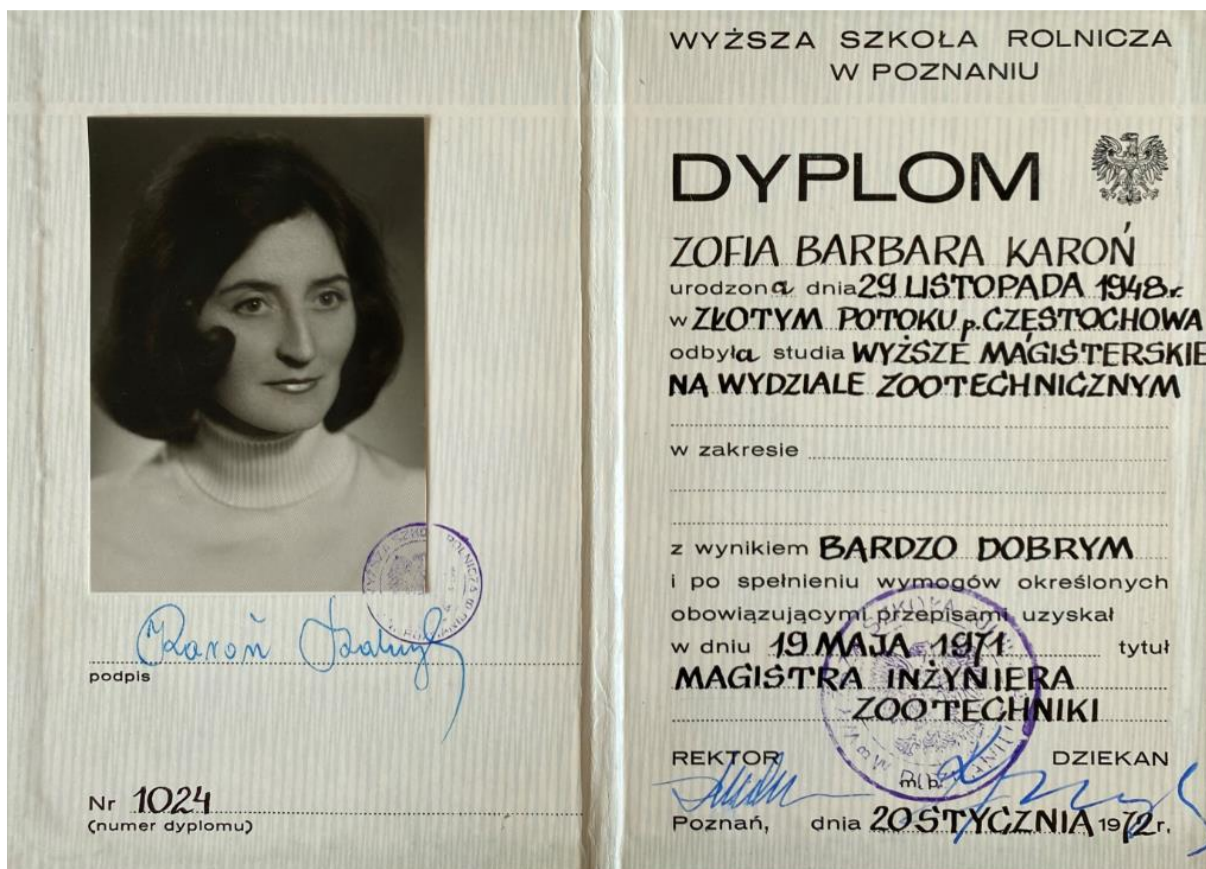 Karoń
podpis
Nr 1024
(numer dyplomu)
WYŻSZA SZKOŁA ROLNICZA
W POZNANIU
DYPLOM
ZOFIA BARBARA KAROŃ
urodzona dnia 29 LISTOPADA 1948 r.
w ZŁOTYM POTOKU p. CZĘSTOCHOWA
odbyła studia WYŻSZE MAGISTERSKIE
NA WYDZIALE ZOOTECHNICZNYM
w zakresie
z wynikiem BARDZO DOBRYM
i po spełnieniu wymogów określonych
obowiązującymi przepisami uzyskał
w dniu 19 MAJA 1971 tytuł
MAGISTRA INŻYNIERA
ZOOTECHNIKI
REKTOR DZIEKAN
Poznań, dnia 20 STYCZNIA 1972 r.